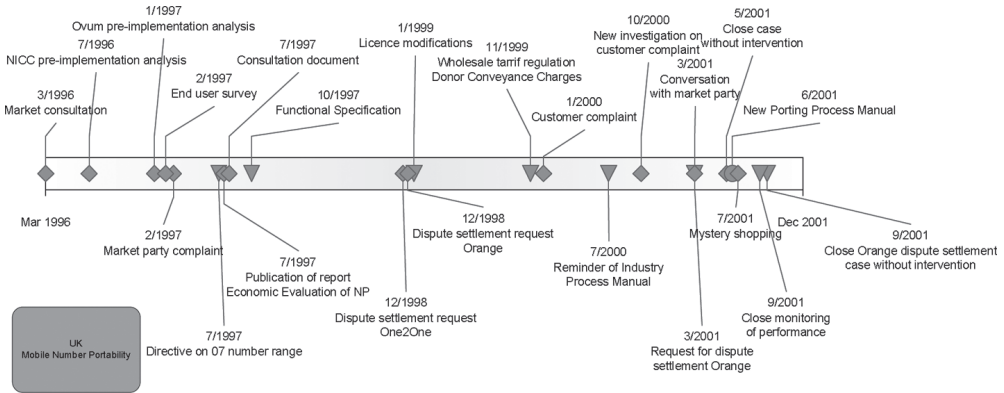 1/1997
Ovum pre-implementation analysis
7/1996
NICC pre-implementation analysis
3/1996
Market consultation
2/1997
End user survey
7/1997
Consultation document
10/1997
Functional Specification
1/1999
Licence modifications
11/1999
Wholesale tarrif regulation
Donor Conveyance Charges
1/2000
Customer complaint
10/2000
New investigation on
customer complaint
5/2001
Close case
without intervention
3/2001
Conversation
with market party
6/2001
New Porting Process Manual
Mar 1996
Dec 2001
2/1997
Market party complaint
7/1997
Publication of report
Economic Evaluation of NP
7/1997
Directive on 07 number range
12/1998
Dispute settlement request
Orange
12/1998
Dispute settlement request
One2One
7/2000
Reminder of Industry
Process Manual
7/2001
Mystery shopping
3/2001
Request for dispute
settlement Orange
9/2001
Close monitoring
of performance
9/2001
Close Orange dispute settlement
case without intervention
UK
Mobile Number Portability